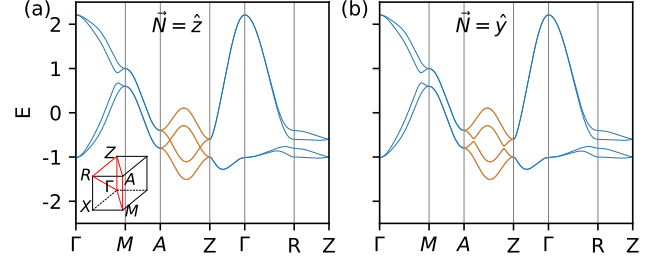 (a) N⃗ = ẑ
(b) N⃗ = ŷ
E
2
1
0
-1
-2
Z
R
A
Γ
X
M
Γ M A Z Γ R Z
Γ M A Z Γ R Z